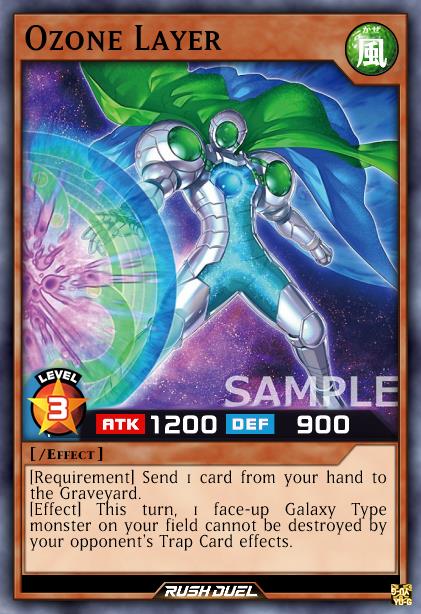 OZONE LAYER
かぜ
風
SAMPLE
LEVEL
3
ATK 1200 DEF 900
[ /EFFECT ]
[Requirement] Send 1 card from your hand to
the Graveyard.
[Effect] This turn, 1 face-up Galaxy Type
monster on your field cannot be destroyed by
your opponent's Trap Card effects.
RUSH DUEL